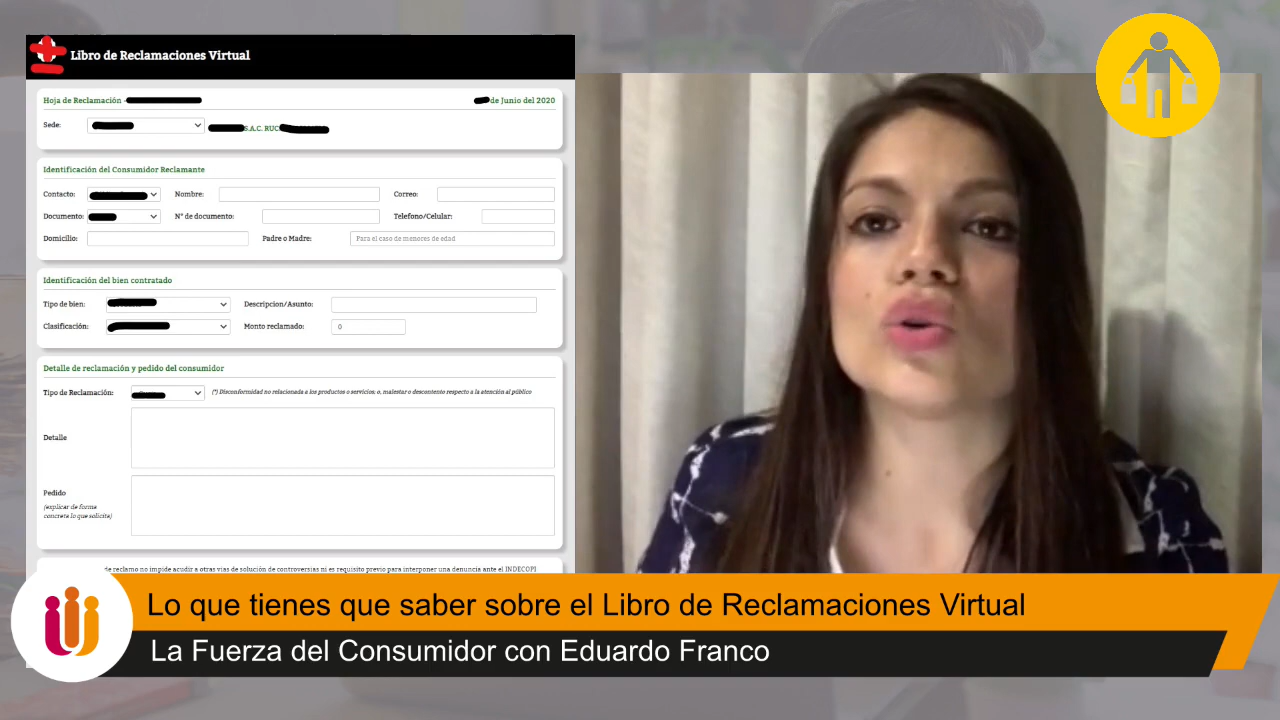 Libro de Reclamaciones Virtual
Hoja de Reclamación - de Junio del 2020
Sede: S.A.C. RUC
Identificación del Consumidor Reclamante
Contacto: Nombre: Correo:
Documento: N° de documento: Telefono/Celular:
Domicilio: Padre o Madre: Para el caso de menores de edad
Identificación del bien contratado
Tipo de bien: Descripcion/Asunto:
Clasificación: Monto reclamado: 0
Detalle de reclamación y pedido del consumidor
Tipo de Reclamación: (*) Disconformidad no relacionada a los productos o servicios; o, malestar o descontento respecto a la atención al público
Detalle
Pedido
(explicar de forma
concreta lo que solicita)
de reclamo no impide acudir a otras vías de solución de controversias ni es requisito previo para interponer una denuncia ante el INDECOPI
Lo que tienes que saber sobre el Libro de Reclamaciones Virtual
La Fuerza del Consumidor con Eduardo Franco